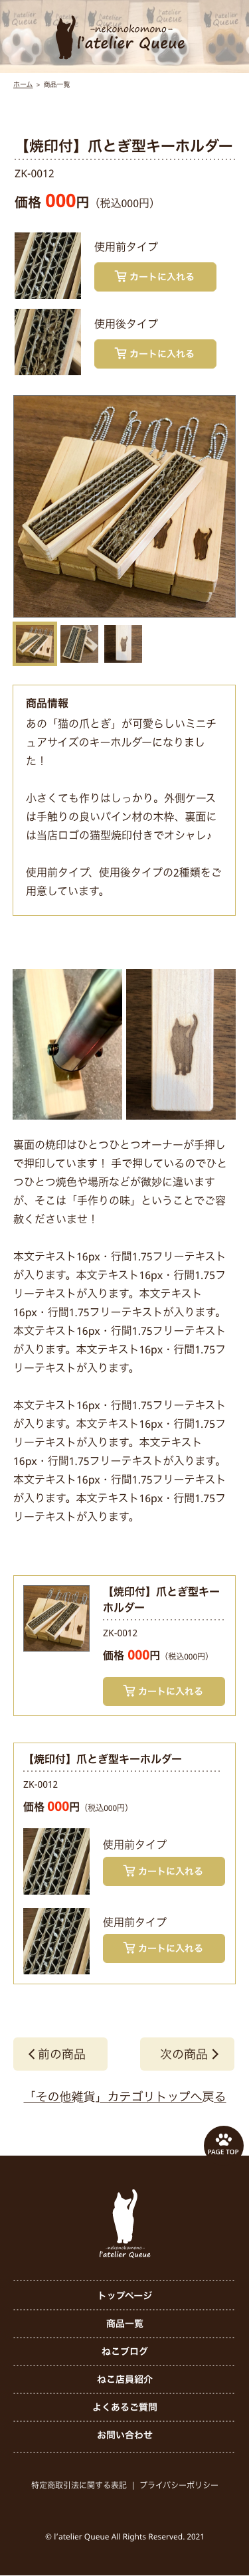 -nekonokomono-
l'atelier Queue
ホーム > 商品一覧
【焼印付】爪とぎ型キーホルダー
ZK-0012
価格 000円（税込000円）
使用前タイプ
カートに入れる
使用後タイプ
カートに入れる
商品情報
あの「猫の爪とぎ」が可愛らしいミニチ
ュアサイズのキーホルダーになりまし
た！
小さくても作りはしっかり。外側ケース
は手触りの良いパイン材の木枠、裏面に
は当店ロゴの猫型焼印付きでオシャレ♪
使用前タイプ、使用後タイプの2種類をご
用意しています。
裏面の焼印はひとつひとつオーナーが手押し
で押印しています！ 手で押しているのでひと
つひとつ焼色や場所などが微妙に違います
が、そこは「手作りの味」ということでご容
赦くださいませ！
本文テキスト16px・行間1.75フリーテキスト
が入ります。本文テキスト16px・行間1.75フ
リーテキストが入ります。本文テキスト
16px・行間1.75フリーテキストが入ります。
本文テキスト16px・行間1.75フリーテキスト
が入ります。本文テキスト16px・行間1.75フ
リーテキストが入ります。
本文テキスト16px・行間1.75フリーテキスト
が入ります。本文テキスト16px・行間1.75フ
リーテキストが入ります。本文テキスト
16px・行間1.75フリーテキストが入ります。
本文テキスト16px・行間1.75フリーテキスト
が入ります。本文テキスト16px・行間1.75フ
リーテキストが入ります。
【焼印付】爪とぎ型キー
ホルダー
ZK-0012
価格 000円（税込000円）
カートに入れる
【焼印付】爪とぎ型キーホルダー
ZK-0012
価格 000円（税込000円）
使用前タイプ
カートに入れる
使用前タイプ
カートに入れる
前の商品
次の商品
「その他雑貨」カテゴリトップへ戻る
PAGE TOP
-nekonokomono-
l'atelier Queue
トップページ
商品一覧
ねこブログ
ねこ店員紹介
よくあるご質問
お問い合わせ
特定商取引法に関する表記 | プライバシーポリシー
© l'atelier Queue All Rights Reserved. 2021